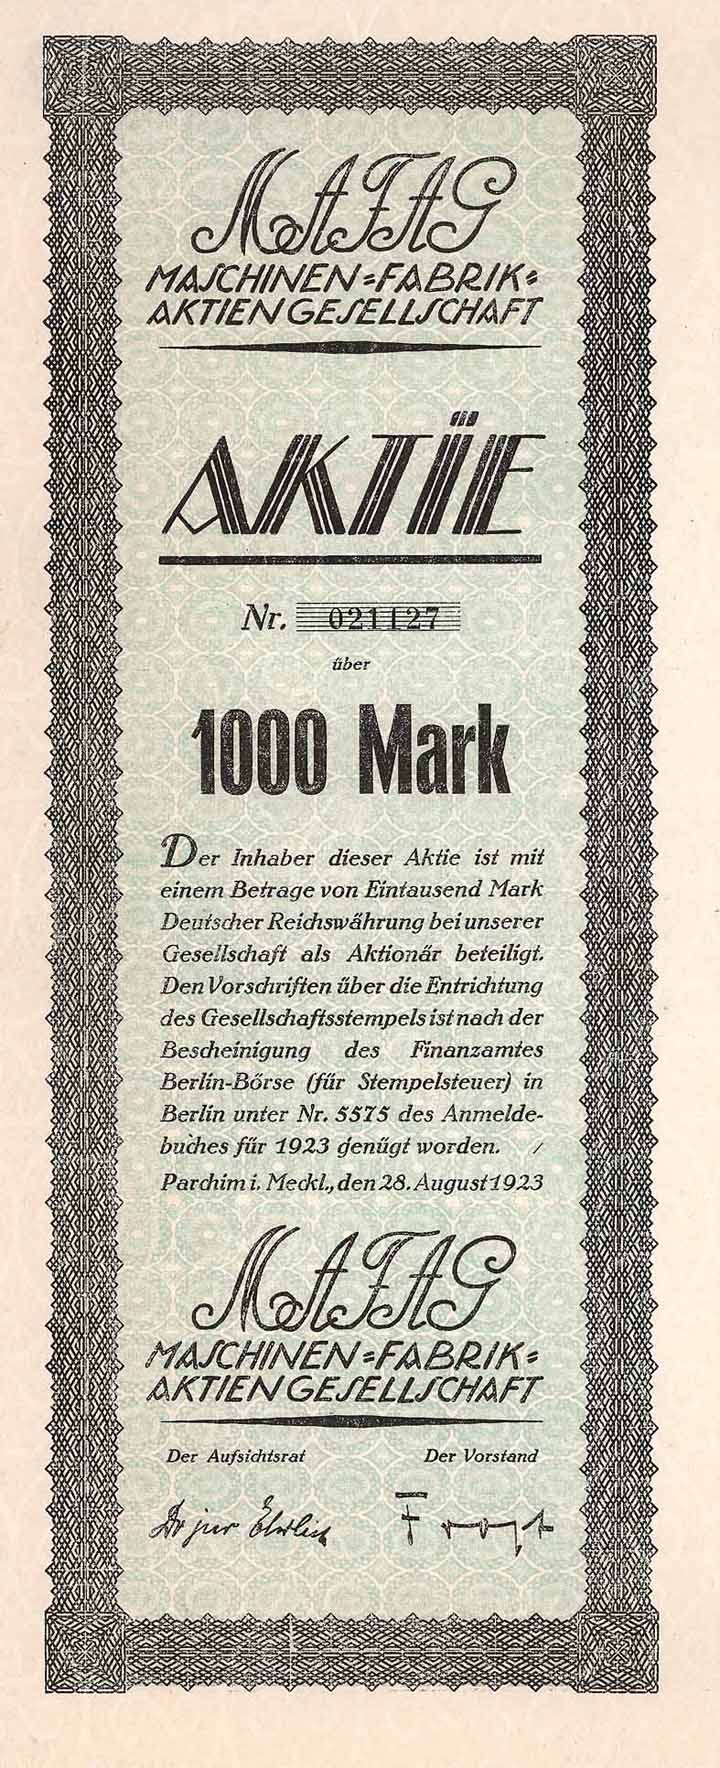 MAFAG
MASCHINEN=FABRIK=
AKTIENGESELLSCHAFT
AKTIE
Nr. 021127
über
1000 Mark
Der Inhaber dieser Aktie ist mit
einem Betrage von Eintausend Mark
Deutscher Reichswährung bei unserer
Gesellschaft als Aktionär beteiligt.
Den Vorschriften über die Entrichtung
des Gesellschaftsstempels ist nach der
Bescheinigung des Finanzamtes
Berlin-Börse (für Stempelsteuer) in
Berlin unter Nr. 5575 des Anmelde-
buches für 1923 genügt worden. /
Parchim i. Meckl., den 28. August 1923
MAFAG
MASCHINEN=FABRIK=
AKTIENGESELLSCHAFT
Der Aufsichtsrat Der Vorstand
Dr jur